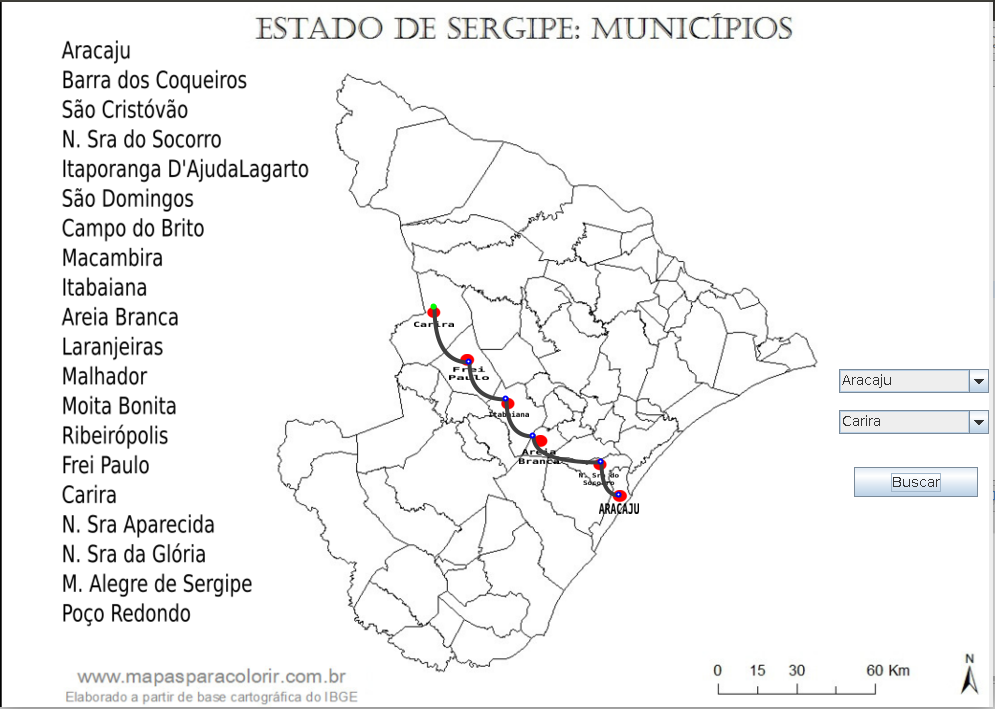 ESTADO DE SERGIPE: MUNICÍPIOS
Aracaju
Barra dos Coqueiros
São Cristóvão
N. Sra do Socorro
Itaporanga D'AjudaLagarto
São Domingos
Campo do Brito
Macambira
Itabaiana
Areia Branca
Laranjeiras
Malhador
Moita Bonita
Ribeirópolis
Frei Paulo
Carira
N. Sra Aparecida
N. Sra da Glória
M. Alegre de Sergipe
Poço Redondo
Carira
Frei
Paulo
Itabaiana
Areia
Branca
N. Sra do
Socorro
ARACAJU
Aracaju
Carira
Buscar
www.mapasparacolorir.com.br
Elaborado a partir de base cartográfica do IBGE
0 15 30 60 Km
N